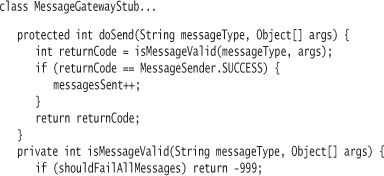 class MessageGatewayStub...
protected int doSend(String messageType, Object[] args) {
int returnCode = isMessageValid(messageType, args);
if (returnCode == MessageSender.SUCCESS) {
messagesSent++;
}
return returnCode;
}
private int isMessageValid(String messageType, Object[] args) {
if (shouldFailAllMessages) return -999;